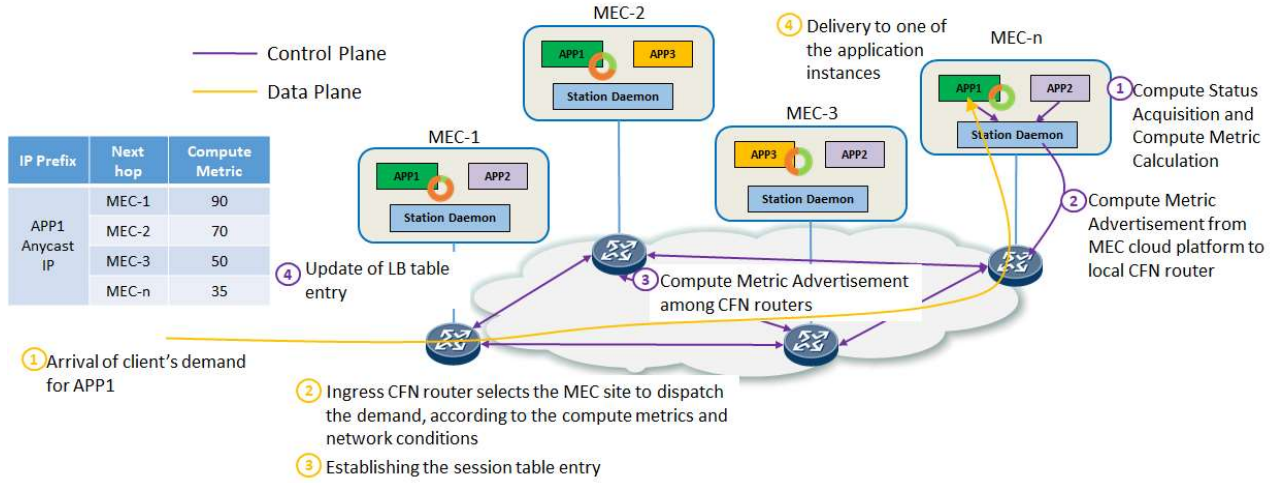 MEC-2
Control Plane
Data Plane
APP1
APP3
Station Daemon
4 Delivery to one of
the application
instances
MEC-n
APP1
APP2
Station Daemon
1 Compute Status
Acquisition and
Compute Metric
Calculation
2 Compute Metric
Advertisement from
MEC cloud platform to
local CFN router
MEC-1
APP1
APP2
Station Daemon
MEC-3
APP3
APP2
Station Daemon
IP Prefix Next hop Compute Metric
APP1 Anycast IP
MEC-1 90
MEC-2 70
MEC-3 50
MEC-n 35
4 Update of LB table
entry
3 Compute Metric Advertisement
among CFN routers
1 Arrival of client's demand
for APP1
2 Ingress CFN router selects the MEC site to dispatch
the demand, according to the compute metrics and
network conditions
3 Establishing the session table entry